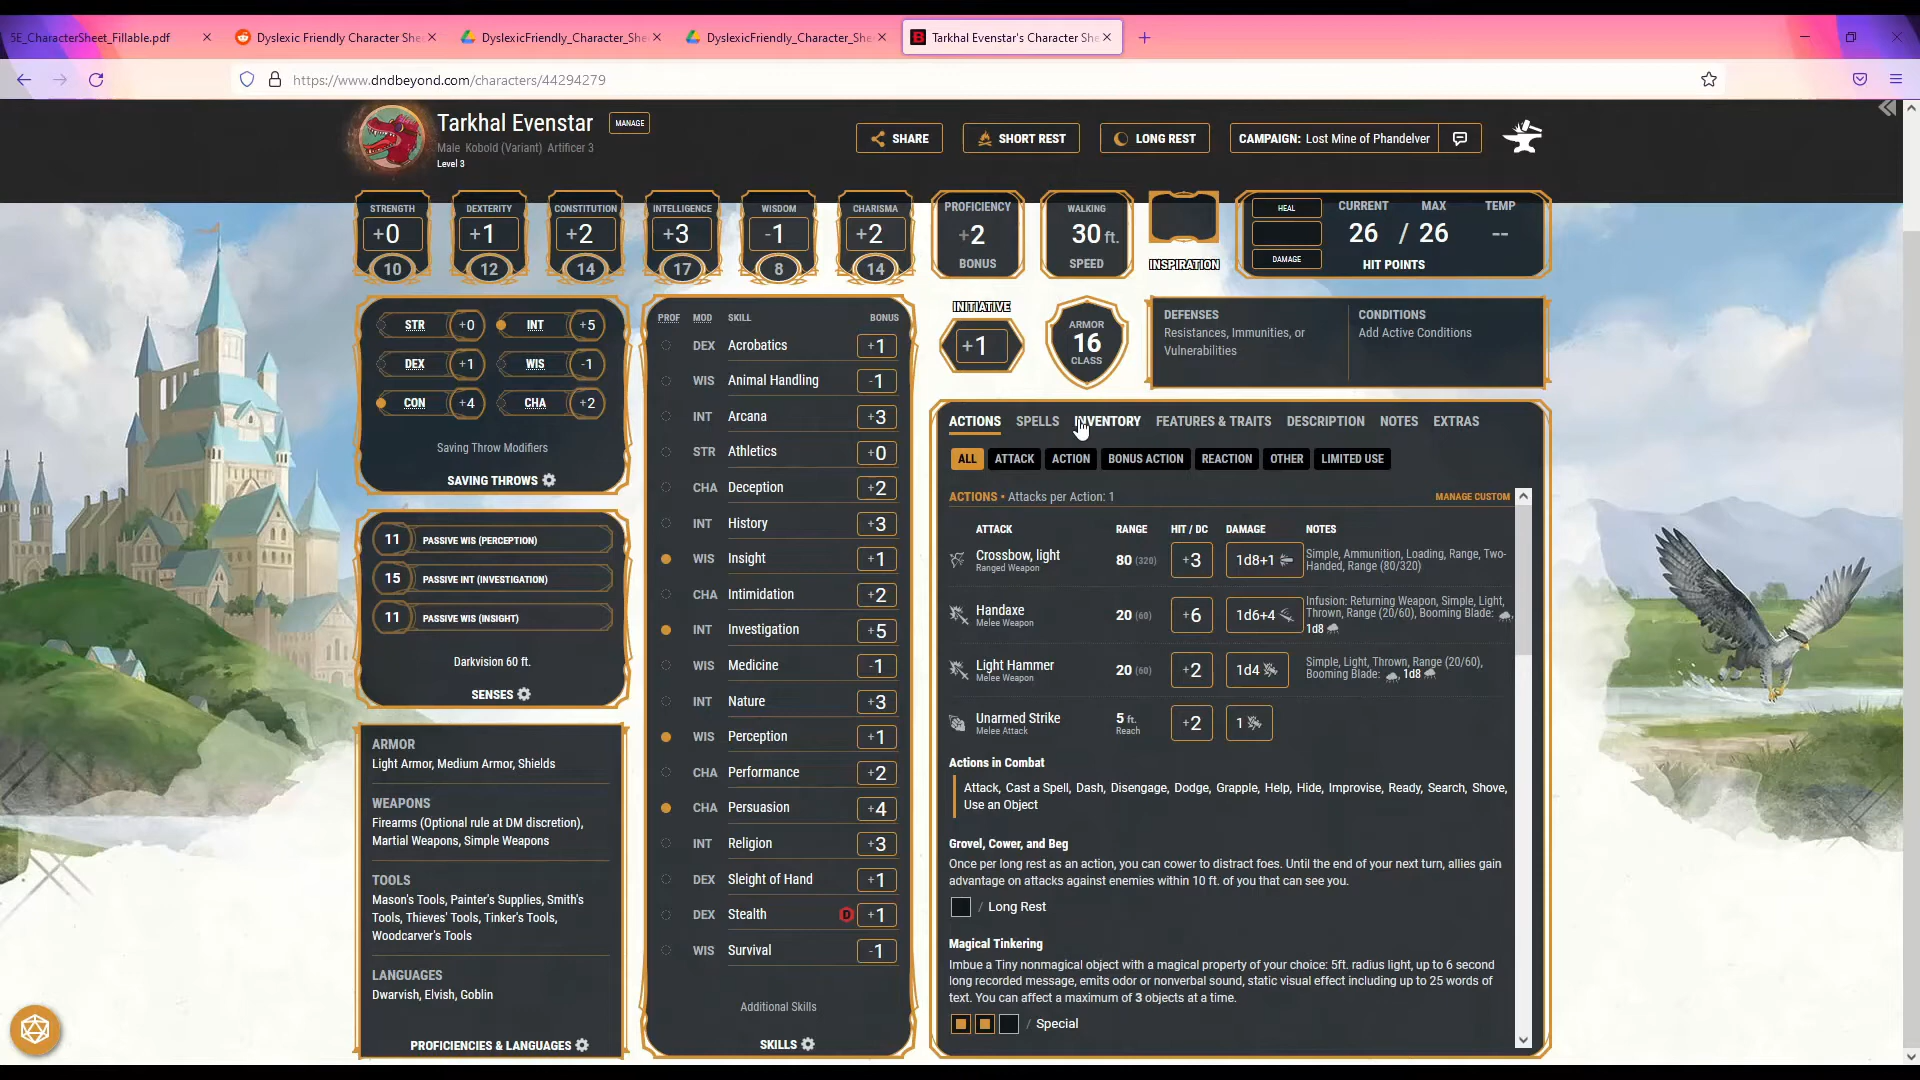 5E_CharacterSheet_Fillable.pdf
Dyslexic Friendly Character She
DyslexicFriendly_Character_She
DyslexicFriendly_Character_She
Tarkhal Evenstar's Character She
https://www.dndbeyond.com/characters/44294279
Tarkhal Evenstar
MANAGE
Male Kobold (Variant) Artificer 3
Level 3
SHARE
SHORT REST
LONG REST
CAMPAIGN: Lost Mine of Phandelver
STRENGTH
+0
10
DEXTERITY
+1
12
CONSTITUTION
+2
14
INTELLIGENCE
+3
17
WISDOM
-1
8
CHARISMA
+2
14
PROFICIENCY
+2
BONUS
WALKING
30 ft.
SPEED
INSPIRATION
HEAL
DAMAGE
CURRENT MAX TEMP
26 / 26 --
HIT POINTS
STR +0
INT +5
DEX +1
WIS -1
CON +4
CHA +2
Saving Throw Modifiers
SAVING THROWS
11 PASSIVE WIS (PERCEPTION)
15 PASSIVE INT (INVESTIGATION)
11 PASSIVE WIS (INSIGHT)
Darkvision 60 ft.
SENSES
ARMOR
Light Armor, Medium Armor, Shields
WEAPONS
Firearms (Optional rule at DM discretion),
Martial Weapons, Simple Weapons
TOOLS
Mason's Tools, Painter's Supplies, Smith's
Tools, Thieves' Tools, Tinker's Tools,
Woodcarver's Tools
LANGUAGES
Dwarvish, Elvish, Goblin
PROFICIENCIES & LANGUAGES
PROF MOD SKILL BONUS
DEX Acrobatics +1
WIS Animal Handling -1
INT Arcana +3
STR Athletics +0
CHA Deception +2
INT History +3
WIS Insight +1
CHA Intimidation +2
INT Investigation +5
WIS Medicine -1
INT Nature +3
WIS Perception +1
CHA Performance +2
CHA Persuasion +4
INT Religion +3
DEX Sleight of Hand +1
DEX Stealth D +1
WIS Survival -1
Additional Skills
SKILLS
INITIATIVE
+1
ARMOR
16
CLASS
DEFENSES
Resistances, Immunities, or
Vulnerabilities
CONDITIONS
Add Active Conditions
ACTIONS SPELLS INVENTORY FEATURES & TRAITS DESCRIPTION NOTES EXTRAS
ALL ATTACK ACTION BONUS ACTION REACTION OTHER LIMITED USE
ACTIONS • Attacks per Action: 1
MANAGE CUSTOM
ATTACK RANGE HIT / DC DAMAGE NOTES
Crossbow, light
Ranged Weapon
80 (320)
+3
1d8+1
Simple, Ammunition, Loading, Range, Two-
Handed, Range (80/320)
Handaxe
Melee Weapon
20 (60)
+6
1d6+4
Infusion: Returning Weapon, Simple, Light,
Thrown, Range (20/60), Booming Blade: ,
1d8
Light Hammer
Melee Weapon
20 (60)
+2
1d4
Simple, Light, Thrown, Range (20/60),
Booming Blade: , 1d8
Unarmed Strike
Melee Attack
5 ft.
Reach
+2
1
Actions in Combat
Attack, Cast a Spell, Dash, Disengage, Dodge, Grapple, Help, Hide, Improvise, Ready, Search, Shove,
Use an Object
Grovel, Cower, and Beg
Once per long rest as an action, you can cower to distract foes. Until the end of your next turn, allies gain
advantage on attacks against enemies within 10 ft. of you that can see you.
/ Long Rest
Magical Tinkering
Imbue a Tiny nonmagical object with a magical property of your choice: 5ft. radius light, up to 6 second
long recorded message, emits odor or nonverbal sound, static visual effect including up to 25 words of
text. You can affect a maximum of 3 objects at a time.
/ Special